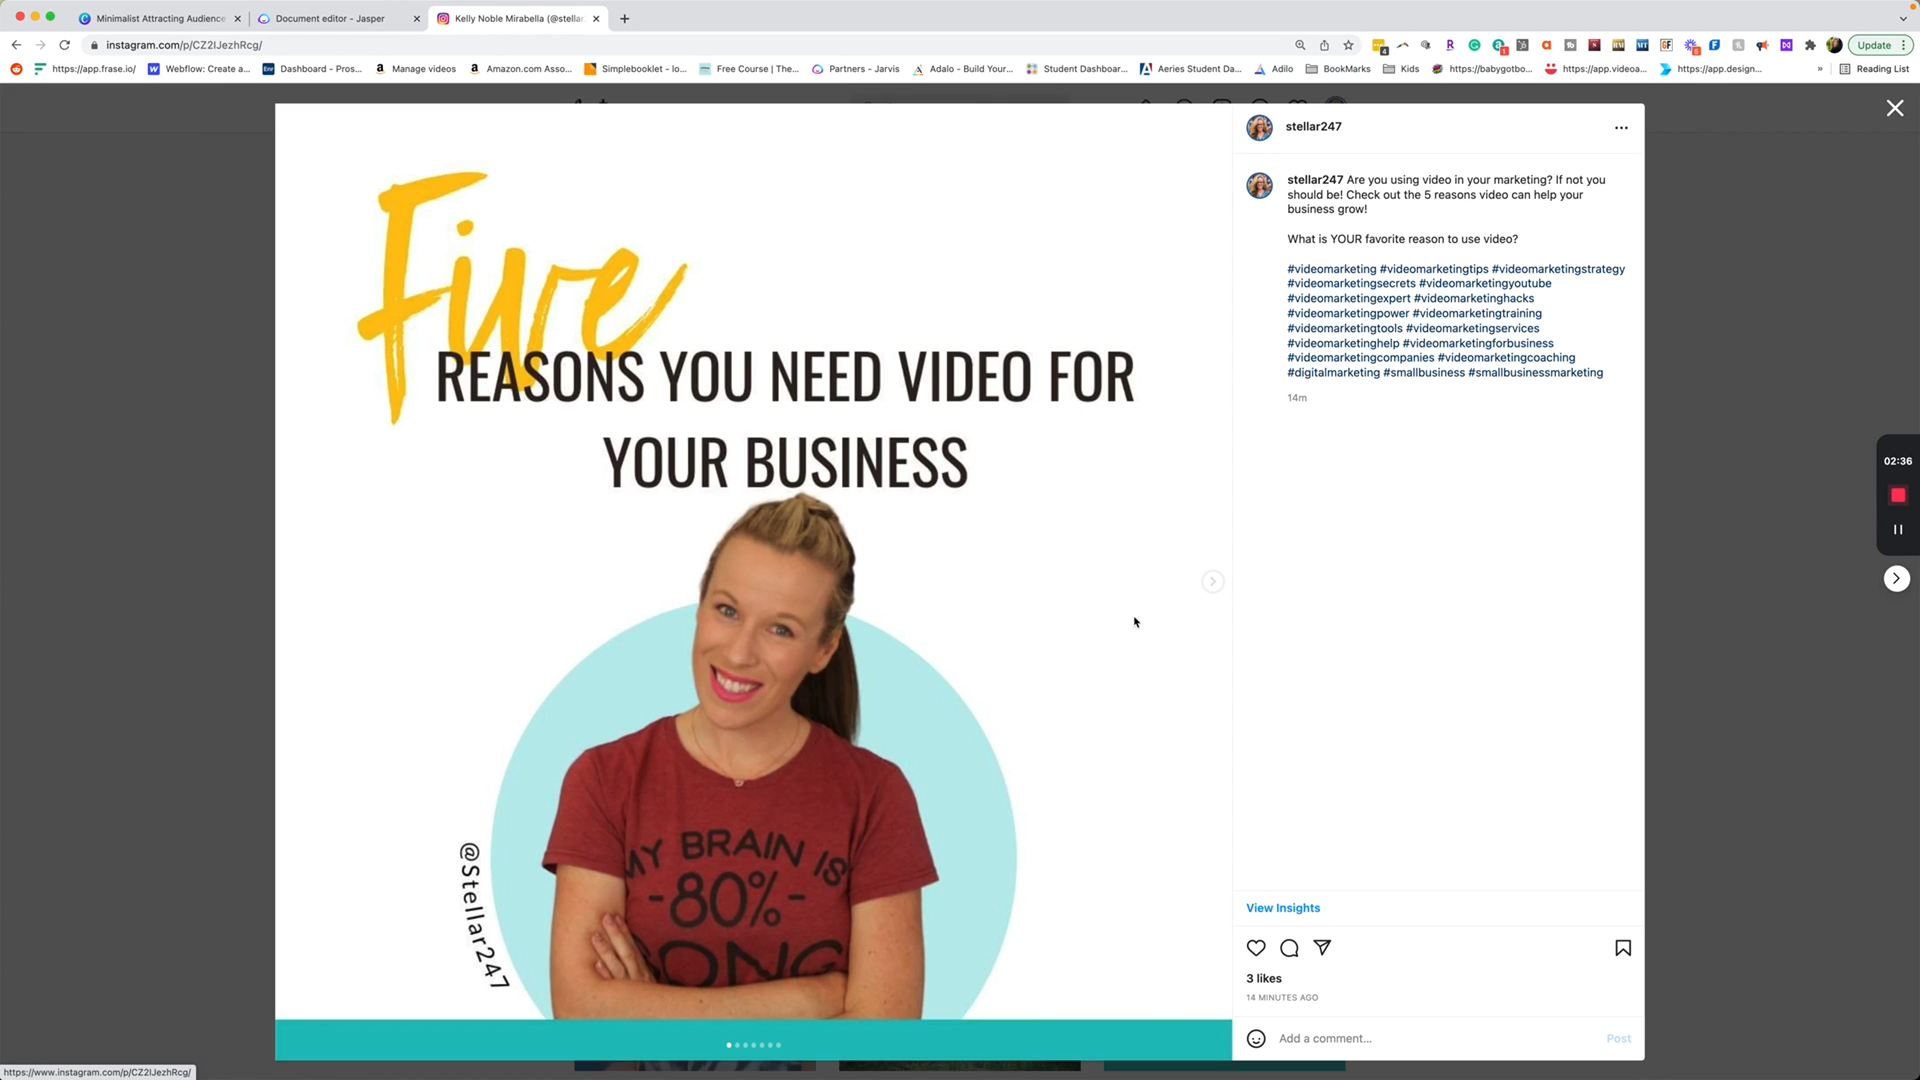 Minimalist Attracting Audience
Document editor - Jasper
Kelly Noble Mirabella (@stellar
instagram.com/p/CZ2IJezhRcg/
Update
https://app.frase.io/
Webflow: Create a...
Dashboard - Pros...
Manage videos
Amazon.com Asso...
Simplebooklet - lo...
Free Course | The...
Partners - Jarvis
Adalo - Build Your...
Student Dashboar...
Aeries Student Da...
Adilo
BookMarks
Kids
https://babygotbo...
https://app.videoa...
https://app.design...
Reading List
Five
REASONS YOU NEED VIDEO FOR
YOUR BUSINESS
MY BRAIN IS
-80%-
@Stellar247
stellar247
stellar247 Are you using video in your marketing? If not you
should be! Check out the 5 reasons video can help your
business grow!
What is YOUR favorite reason to use video?
#videomarketing #videomarketingtips #videomarketingstrategy
#videomarketingsecrets #videomarketingyoutube
#videomarketingexpert #videomarketinghacks
#videomarketingpower #videomarketingtraining
#videomarketingtools #videomarketingservices
#videomarketinghelp #videomarketingforbusiness
#videomarketingcompanies #videomarketingcoaching
#digitalmarketing #smallbusiness #smallbusinessmarketing
14m
02:36
View Insights
3 likes
14 MINUTES AGO
Add a comment...
Post
https://www.instagram.com/p/CZ2IJezhRcg/